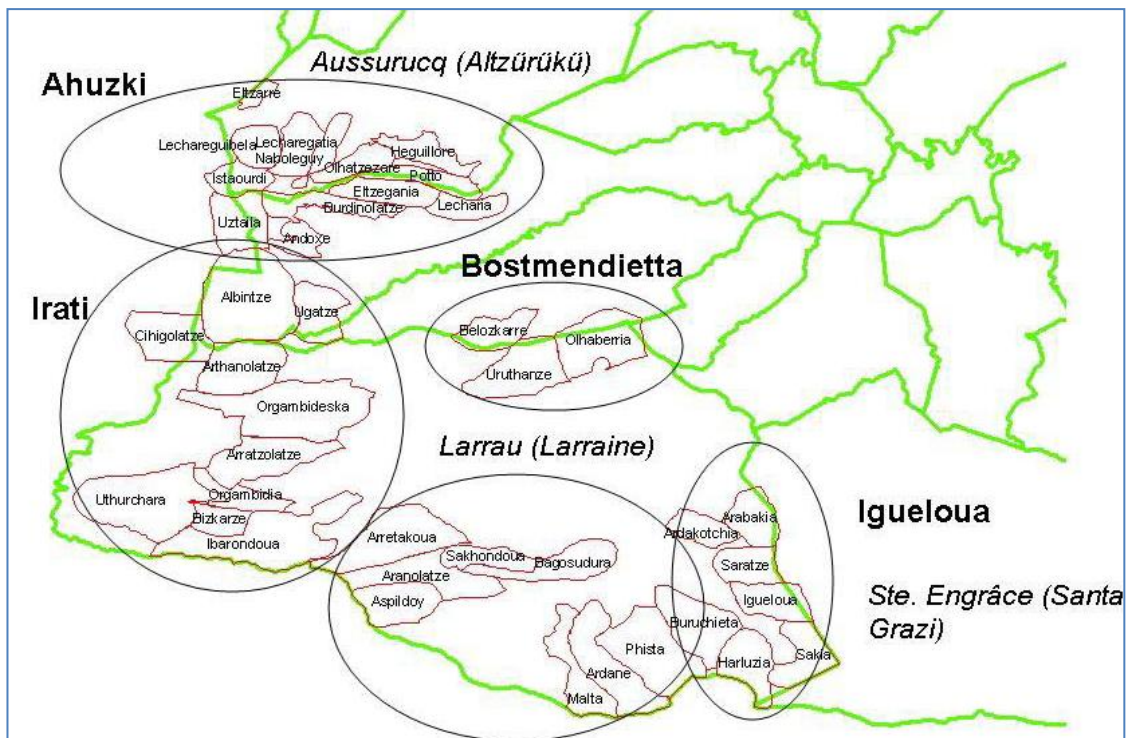 Aussurucq (Altzürükü)
Ahuzki
Eltzarre
Lechareguibela
Lecharegatia
Naboleguy
Heguillore
Olhatzezarre
Potto
Istaourdi
Eltzegania
Lecharia
Burdinolatze
Uztaila
Andoxe
Bostmendietta
Irati
Albintze
Ugatze
Cihigolatze
Belozkarre
Olhaberria
Arthanolatze
Uruthanze
Orgambideska
Larrau (Larraine)
Arratzolatze
Uthurchara
Orgambidia
Bizkarze
Ibarondoua
Igueloua
Arabakia
Ardakotchia
Arretakoua
Sakhondoua
Bagosudura
Saratze
Aranolatze
Aspildoy
Igueloua
Ste. Engrâce (Santa
Grazi)
Buruchieta
Phista
Sakia
Harluzia
Ardane
Malta